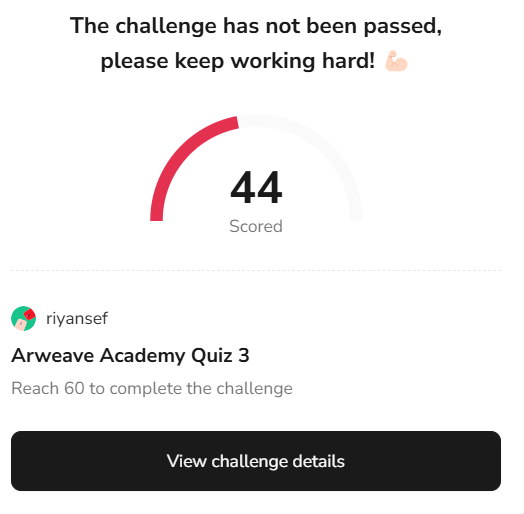 The challenge has not been passed,
please keep working hard! 💪🏻
44
Scored
riyansef
Arweave Academy Quiz 3
Reach 60 to complete the challenge
View challenge details